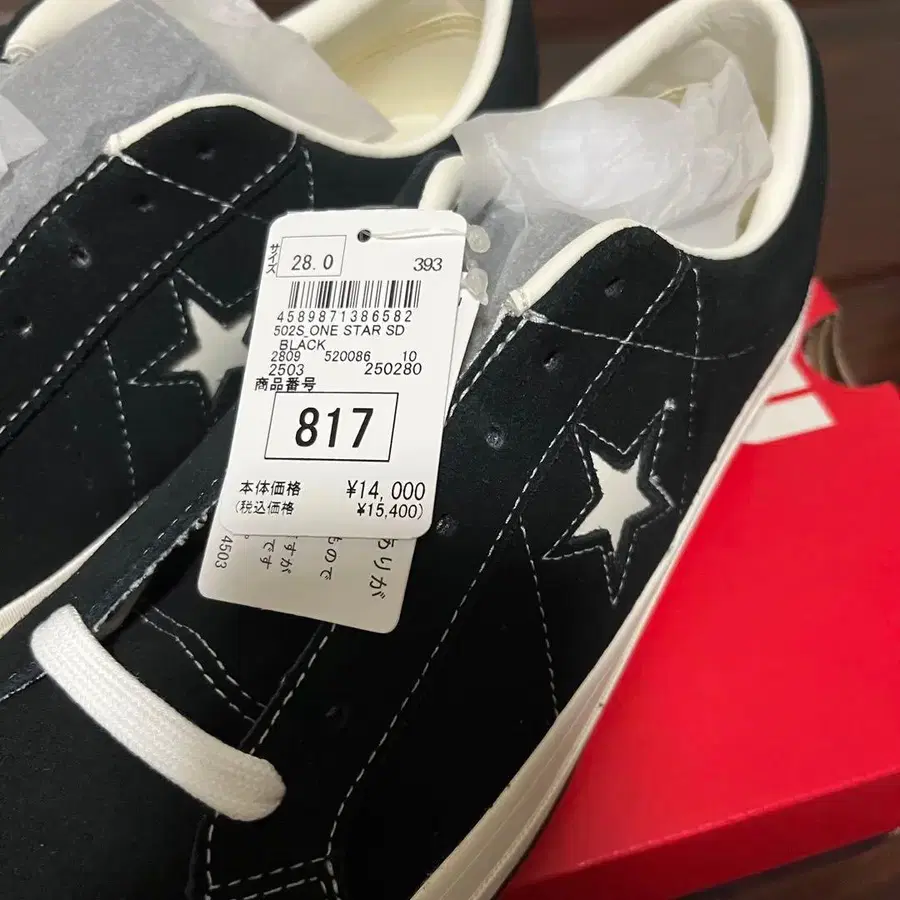 サイズ 28.0 393
4589871386582
502S_ONE STAR SD
BLACK
2809 520086 10
2503 250280
商品番号
817
本体価格 ¥14,000
(税込価格 ¥15,400)
ありが
もので
すが
です
4503